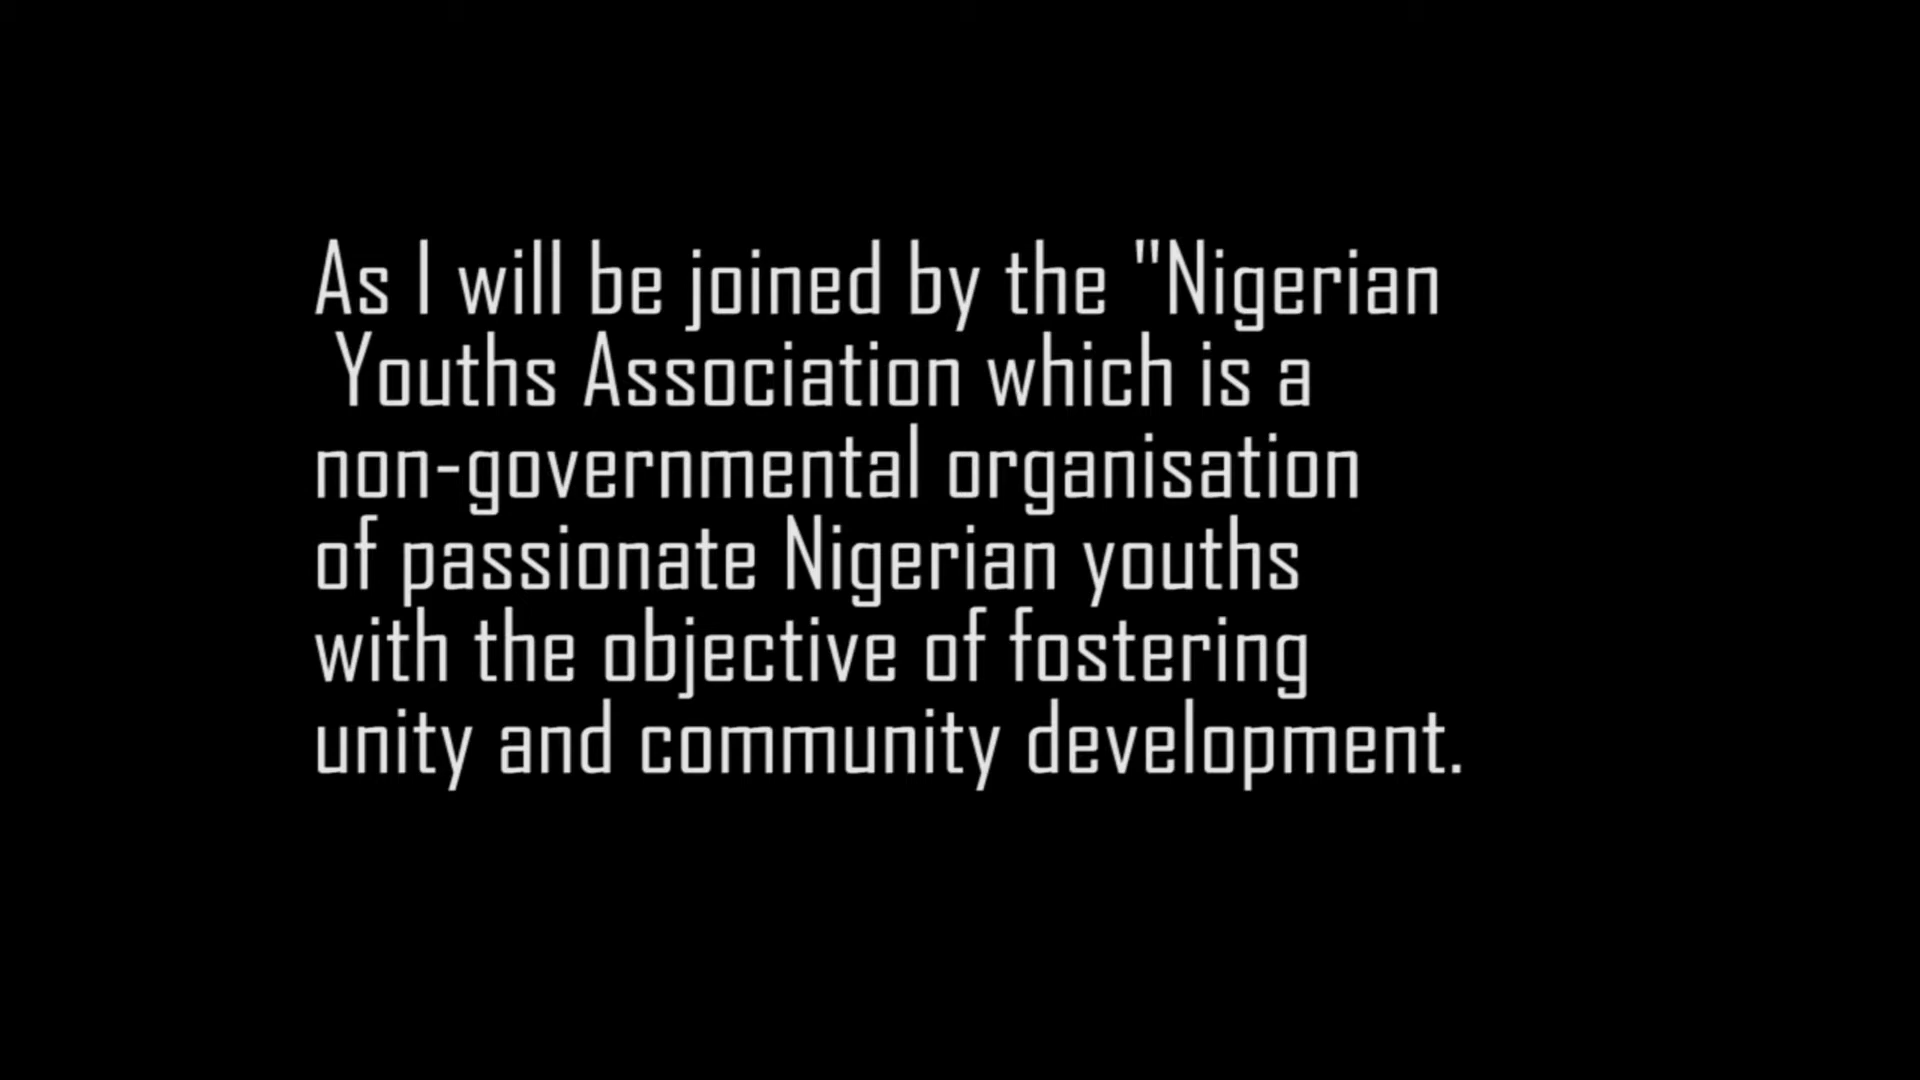 As I will be joined by the "Nigerian
Youths Association which is a
non-governmental organisation
of passionate Nigerian youths
with the objective of fostering
unity and community development.